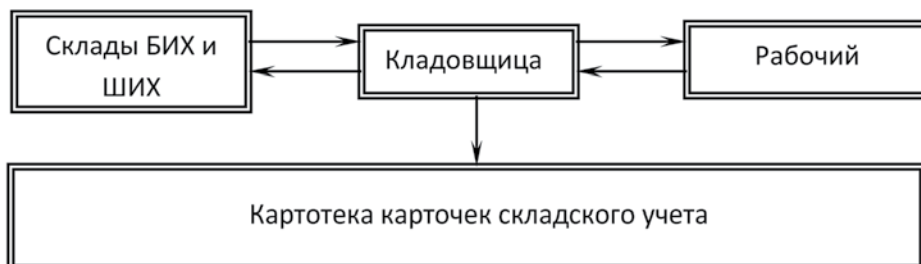 Склады БИХ и
ШИХ
Кладовщица
Рабочий
Картотека карточек складского учета